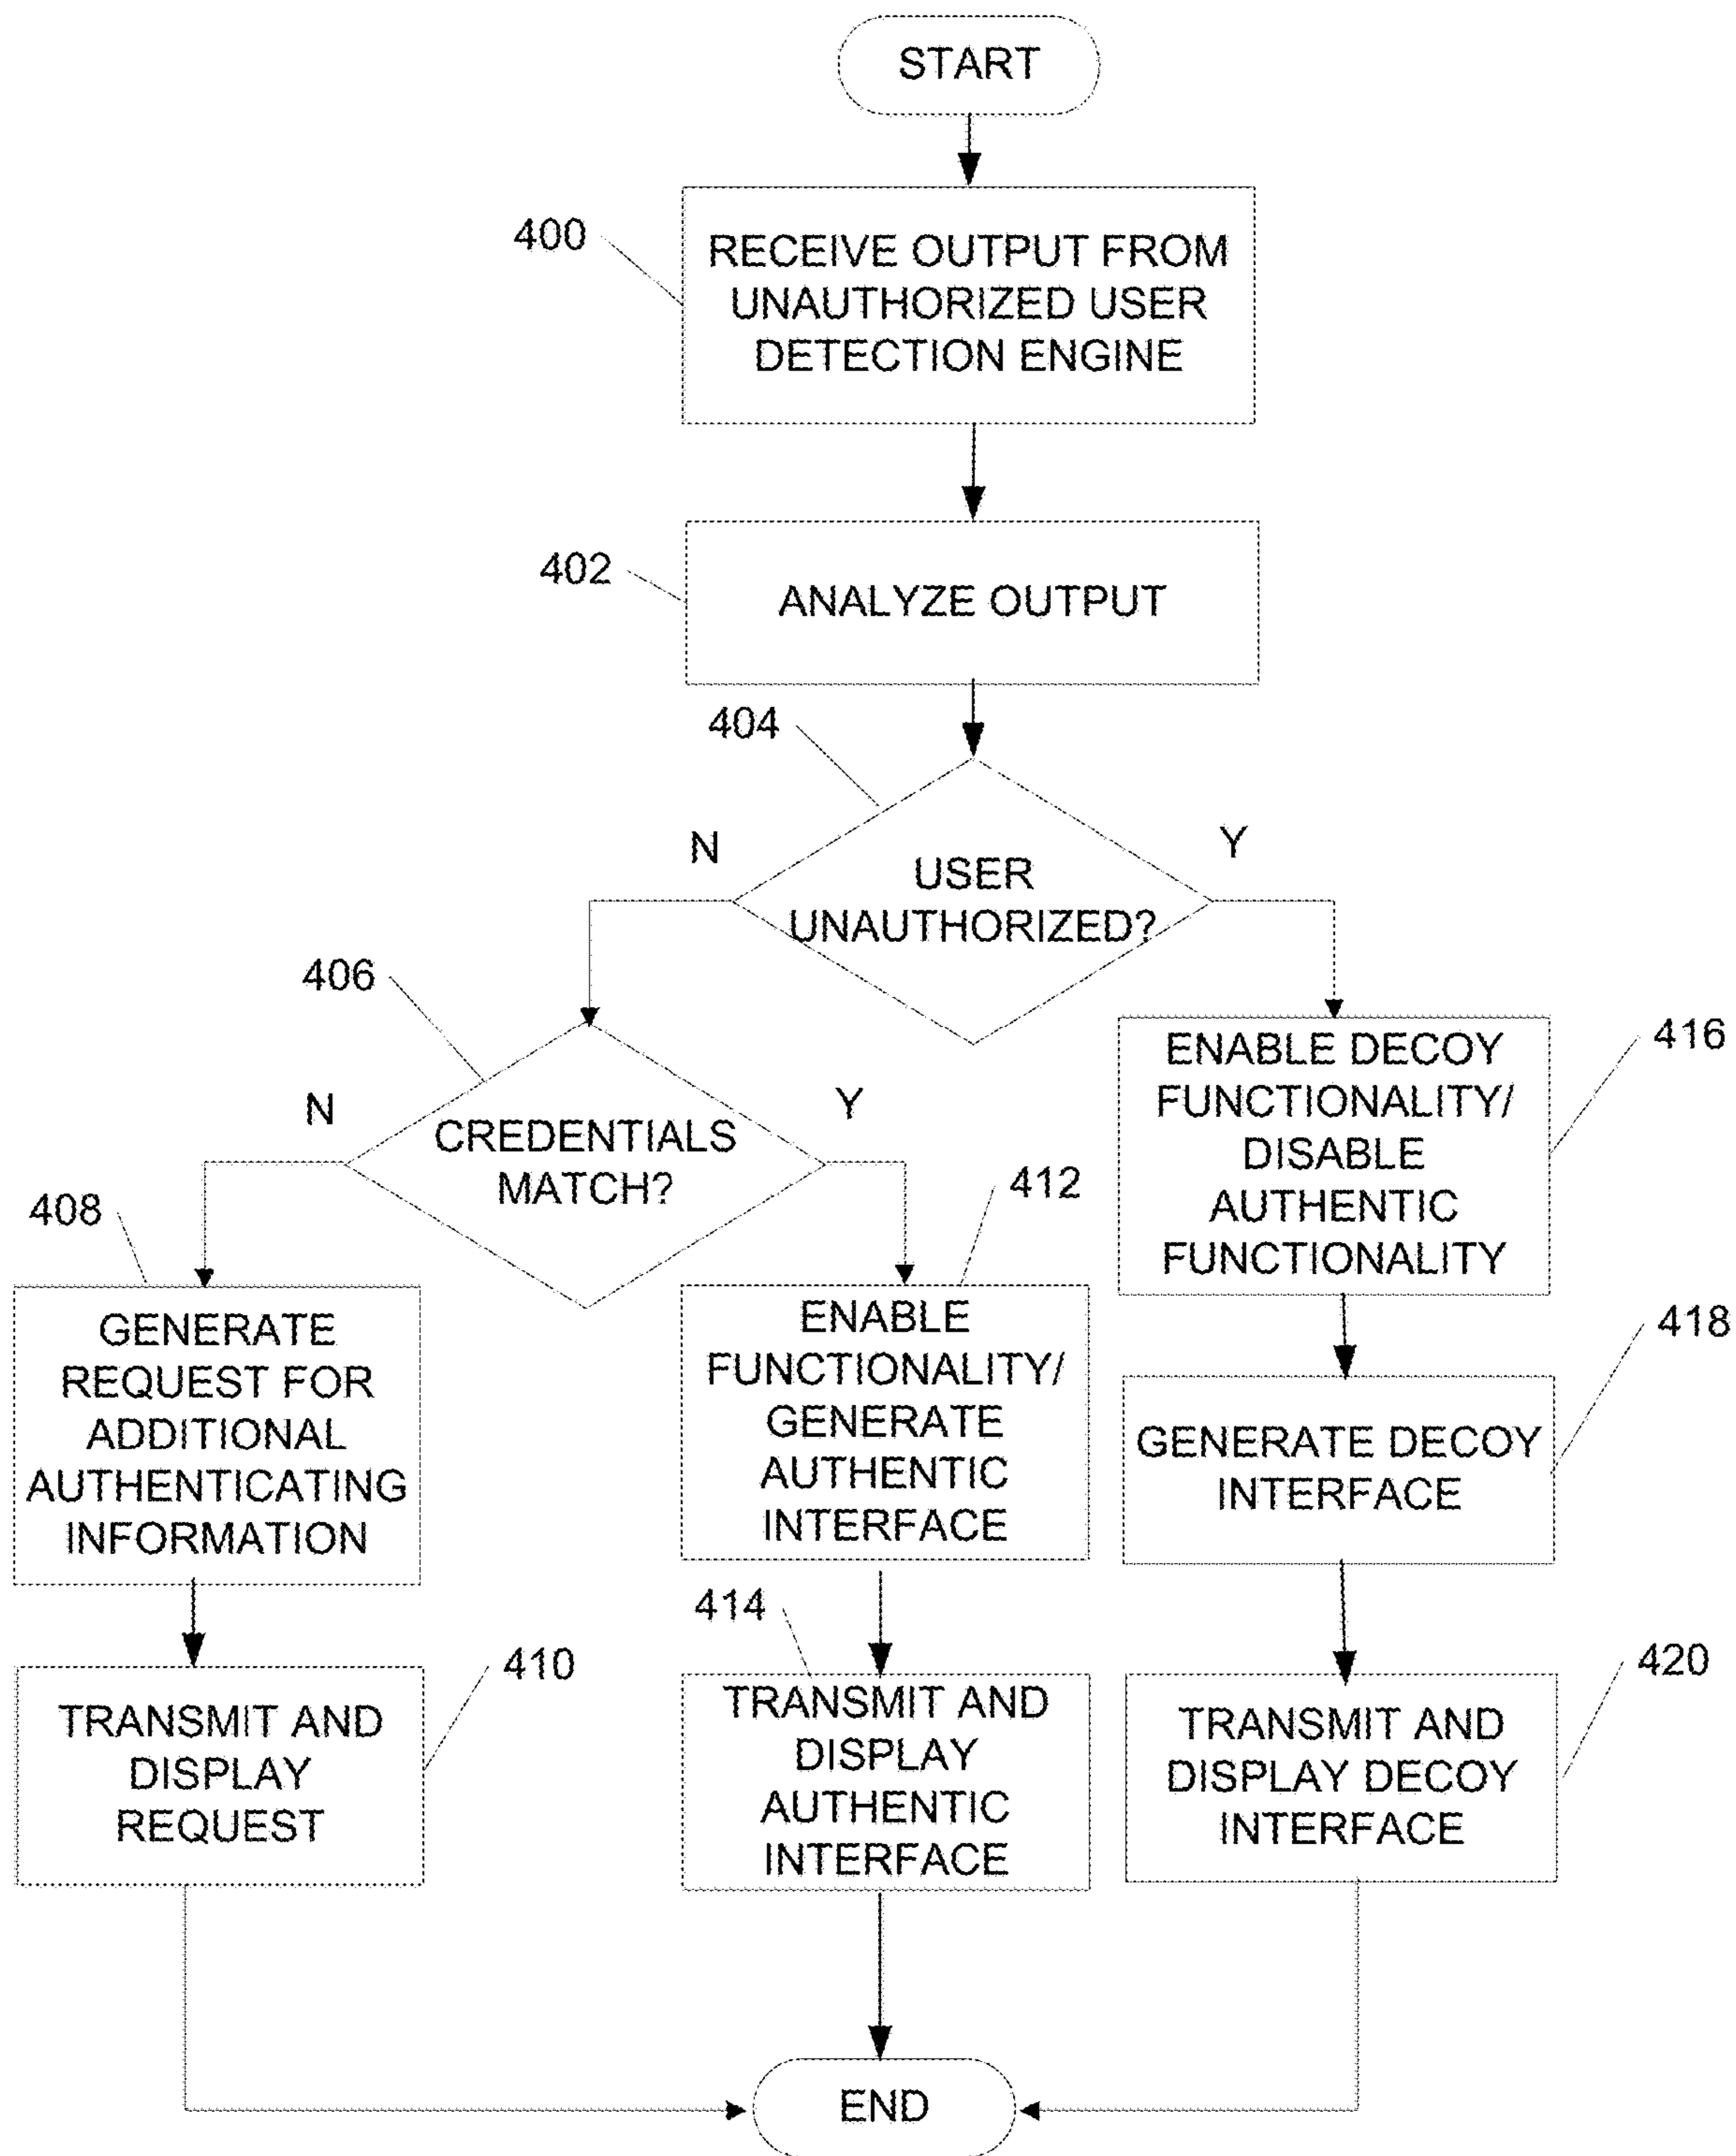 START
400
RECEIVE OUTPUT FROM
UNAUTHORIZED USER
DETECTION ENGINE
402
ANALYZE OUTPUT
404
N
Y
USER
UNAUTHORIZED?
406
N
Y
CREDENTIALS
MATCH?
416
ENABLE DECOY
FUNCTIONALITY/
DISABLE
AUTHENTIC
FUNCTIONALITY
408
GENERATE
REQUEST FOR
ADDITIONAL
AUTHENTICATING
INFORMATION
412
ENABLE
FUNCTIONALITY/
GENERATE
AUTHENTIC
INTERFACE
418
GENERATE DECOY
INTERFACE
410
TRANSMIT AND
DISPLAY
REQUEST
414
TRANSMIT AND
DISPLAY
AUTHENTIC
INTERFACE
420
TRANSMIT AND
DISPLAY DECOY
INTERFACE
END